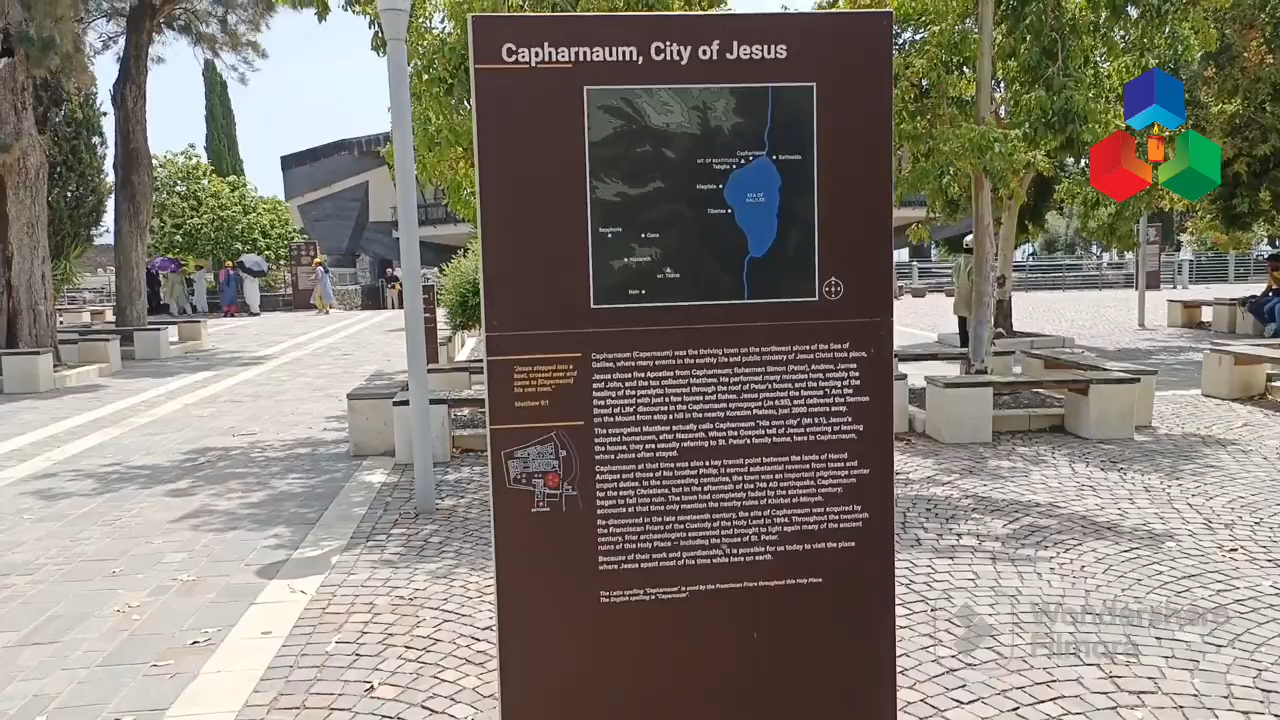 Capharnaum, City of Jesus
Capharnaum
MT. OF BEATITUDES
Bethsaida
Tabgha
Magdala
SEA OF
GALILEE
Tiberias
Sepphoris
Cana
Nazareth
MT. TABOR
Nain
"Jesus stepped into a
boat, crossed over and
came to [Capernaum]
his own town."
Matthew 9:1
Capharnaum (Capernaum) was the thriving town on the northwest shore of the Sea of
Galilee, where many events in the earthly life and public ministry of Jesus Christ took place.
Jesus chose five Apostles from Capharnaum; fishermen Simon (Peter), Andrew, James
and John, and the tax collector Matthew. He performed many miracles here, notably the
healing of the paralytic lowered through the roof of Peter's house, and the feeding of the
five thousand with just a few loaves and fishes. Jesus preached the famous "I Am the
Bread of Life" discourse in the Capharnaum synagogue (Jn 6:35), and delivered the Sermon
on the Mount from atop a hill in the nearby Korazim Plateau, just 2000 meters away.
The evangelist Matthew actually calls Capharnaum "His own city" (Mt 9:1), Jesus's
adopted hometown, after Nazareth. When the Gospels tell of Jesus entering or leaving
the house, they are usually referring to St. Peter's family home, here in Capharnaum,
where Jesus often stayed.
Capharnaum at that time was also a key transit point between the lands of Herod
Antipas and those of his brother Philip; it earned substantial revenue from taxes and
import duties. In the succeeding centuries, the town was an important pilgrimage center
for the early Christians, but in the aftermath of the 746 AD earthquake, Capharnaum
began to fall into ruin. The town had completely faded by the sixteenth century;
accounts at that time only mention the nearby ruins of Khirbet el-Minyeh.
Re-discovered in the late nineteenth century, the site of Capharnaum was acquired by
the Franciscan Friars of the Custody of the Holy Land in 1894. Throughout the twentieth
century, friar archaeologists excavated and brought to light again many of the ancient
ruins of this Holy Place — including the house of St. Peter.
Because of their work and guardianship, it is possible for us today to visit the place
where Jesus spent most of his time while here on earth.
The Latin spelling "Capharnaum" is used by the Franciscan Friars throughout this Holy Place.
The English spelling is "Capernaum".
ENTRANCE
Wondershare
Filmora